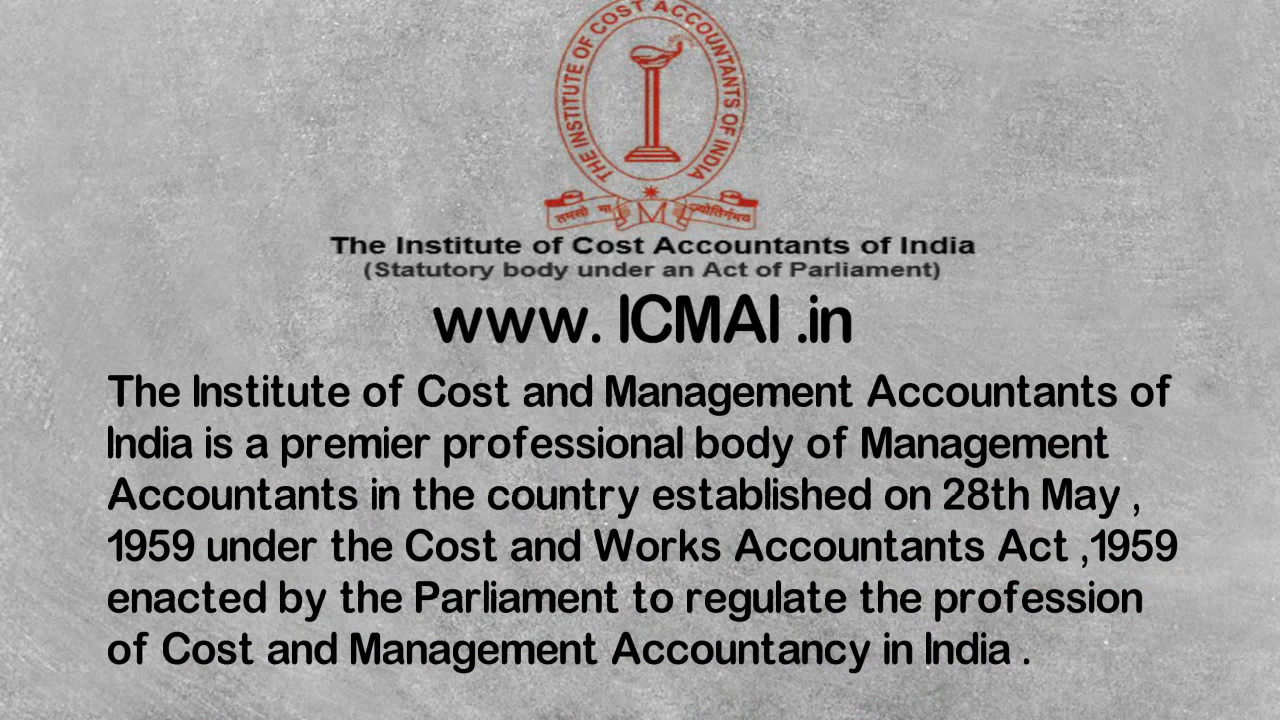 THE INSTITUTE OF COST ACCOUNTANTS OF INDIA
तमसो मा ज्योतिर्गमय
The Institute of Cost Accountants of India
(Statutory body under an Act of Parliament)
www. ICMAI .in
The Institute of Cost and Management Accountants of
India is a premier professional body of Management
Accountants in the country established on 28th May ,
1959 under the Cost and Works Accountants Act ,1959
enacted by the Parliament to regulate the profession
of Cost and Management Accountancy in India .